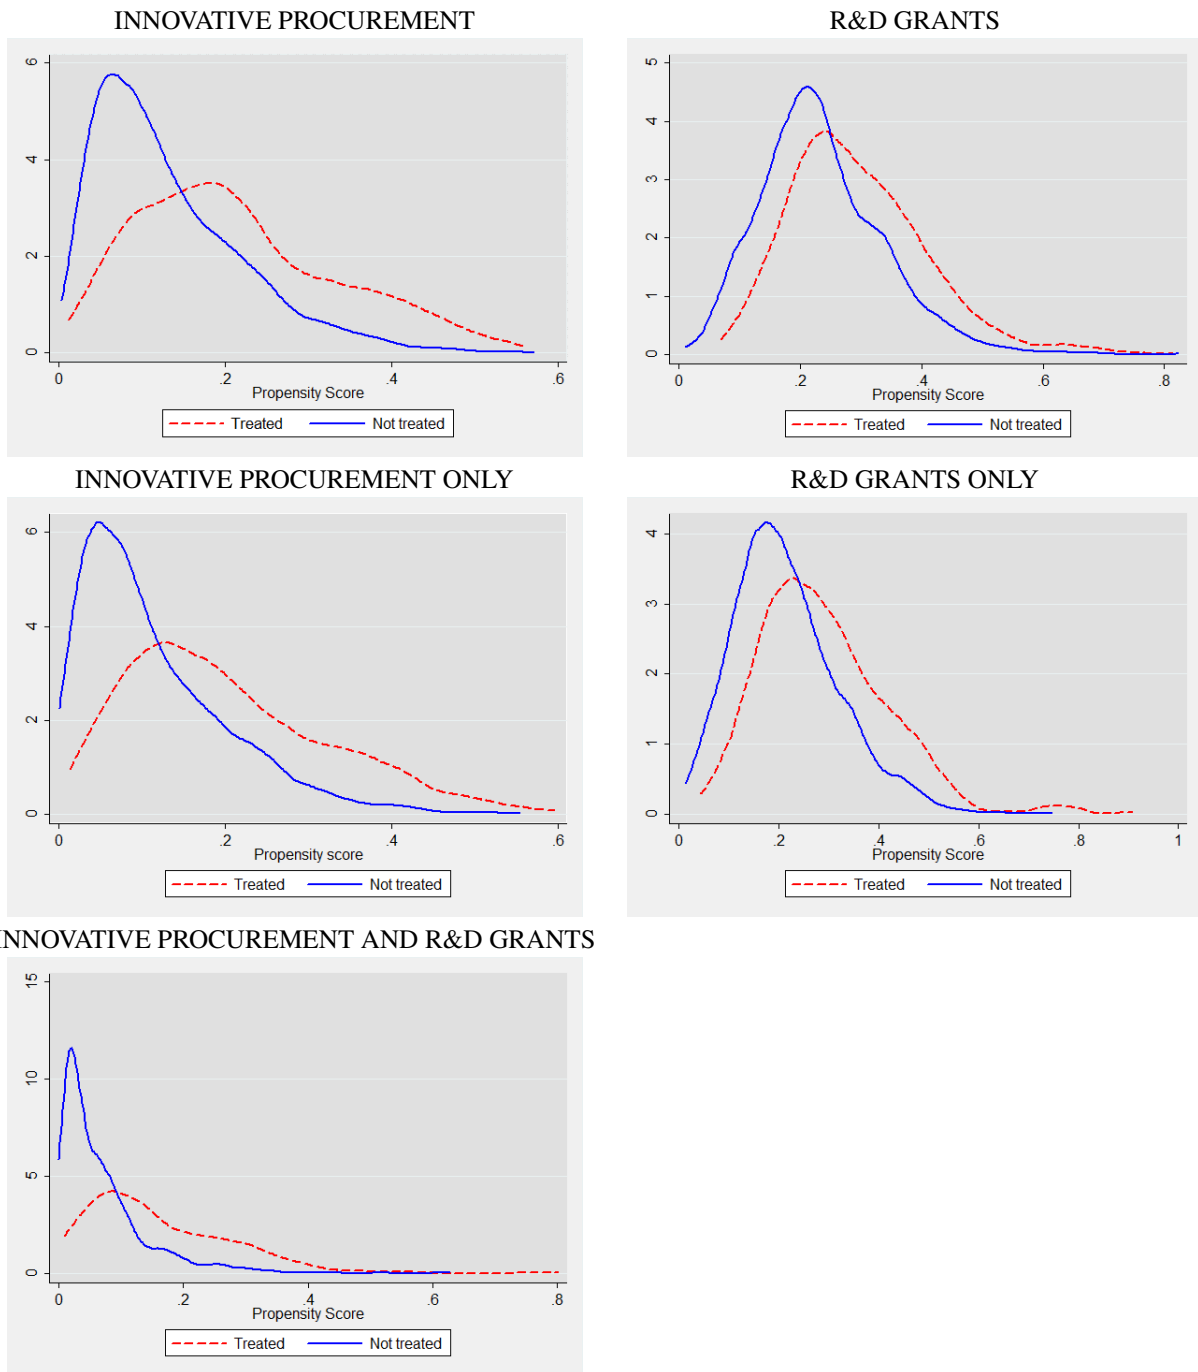 INNOVATIVE PROCUREMENT
6
4
2
0
0 .2 .4 .6
Propensity Score
Treated Not treated
R&D GRANTS
5
4
3
2
1
0
0 .2 .4 .6 .8
Propensity Score
Treated Not treated
INNOVATIVE PROCUREMENT ONLY
6
4
2
0
0 .2 .4 .6
Propensity score
Treated Not treated
R&D GRANTS ONLY
4
3
2
1
0
0 .2 .4 .6 .8 1
Propensity Score
Treated Not treated
INNOVATIVE PROCUREMENT AND R&D GRANTS
15
10
5
0
0 .2 .4 .6 .8
Propensity Score
Treated Not treated